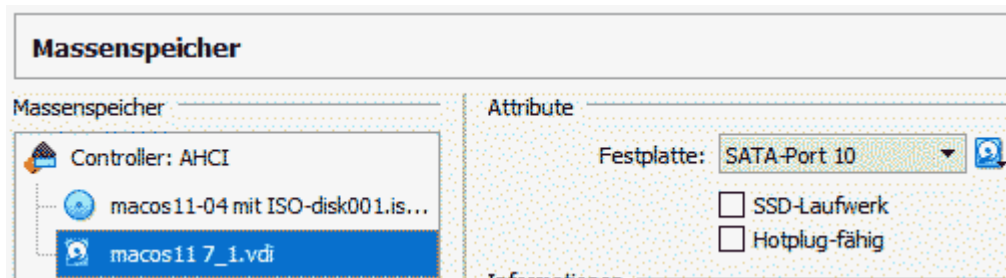 Massenspeicher
Massenspeicher
Controller: AHCI
macos11-04 mit ISO-disk001.is...
macos11 7_1.vdi
Attribute
Festplatte: SATA-Port 10
SSD-Laufwerk
Hotplug-fähig